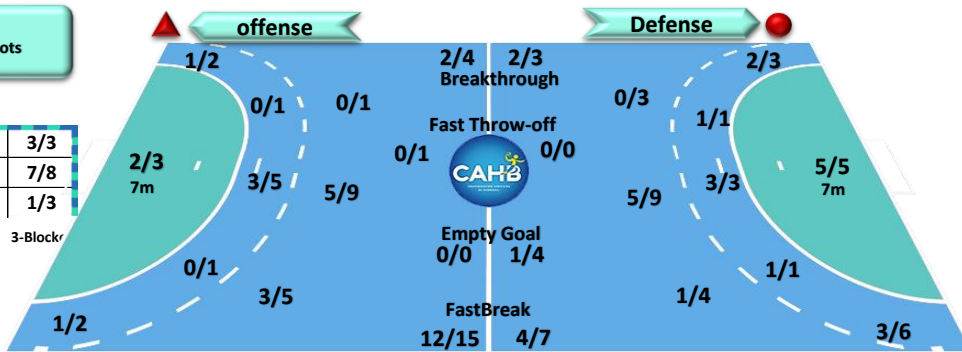 offense
Defense
ots
1/2
2/4 2/3
2/3
Breakthrough
0/1
0/1
0/3
1/1
Fast Throw-off
0/1
0/0
CAHB
3/3
7/8
1/3
2/3
7m
3/5
5/9
5/9
3/3
5/5
7m
Empty Goal
0/0 1/4
0/1
3/5
1/4
1/1
FastBreak
1/2
12/15 4/7
3/6